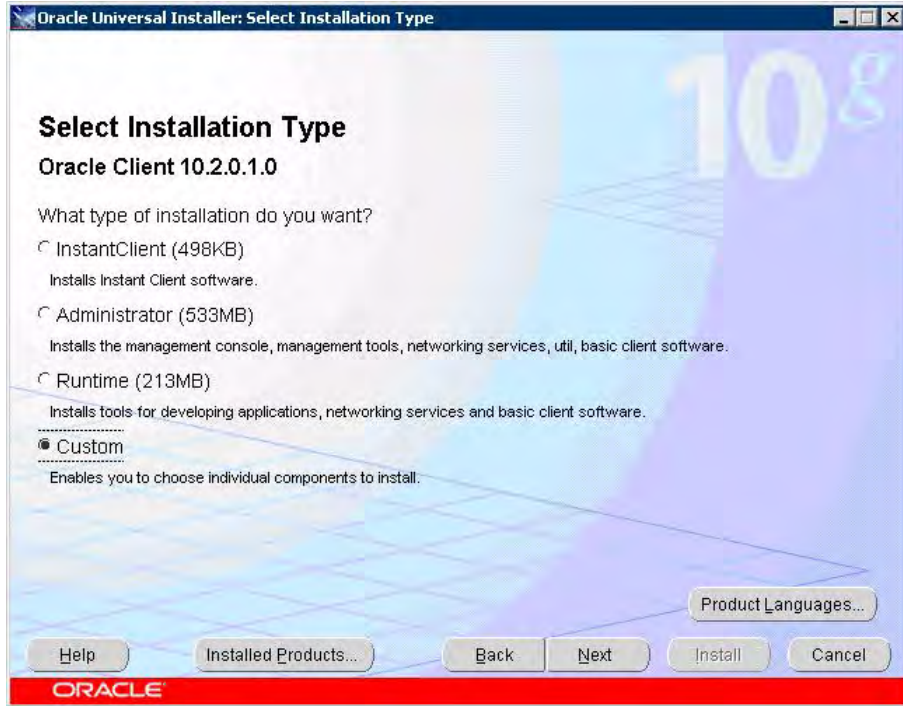 Oracle Universal Installer: Select Installation Type
10g
Select Installation Type
Oracle Client 10.2.0.1.0
What type of installation do you want?
InstantClient (498KB)
Installs Instant Client software.
Administrator (533MB)
Installs the management console, management tools, networking services, util, basic client software.
Runtime (213MB)
Installs tools for developing applications, networking services and basic client software.
Custom
Enables you to choose individual components to install.
Product Languages...
Help Installed Products... Back Next Install Cancel
ORACLE